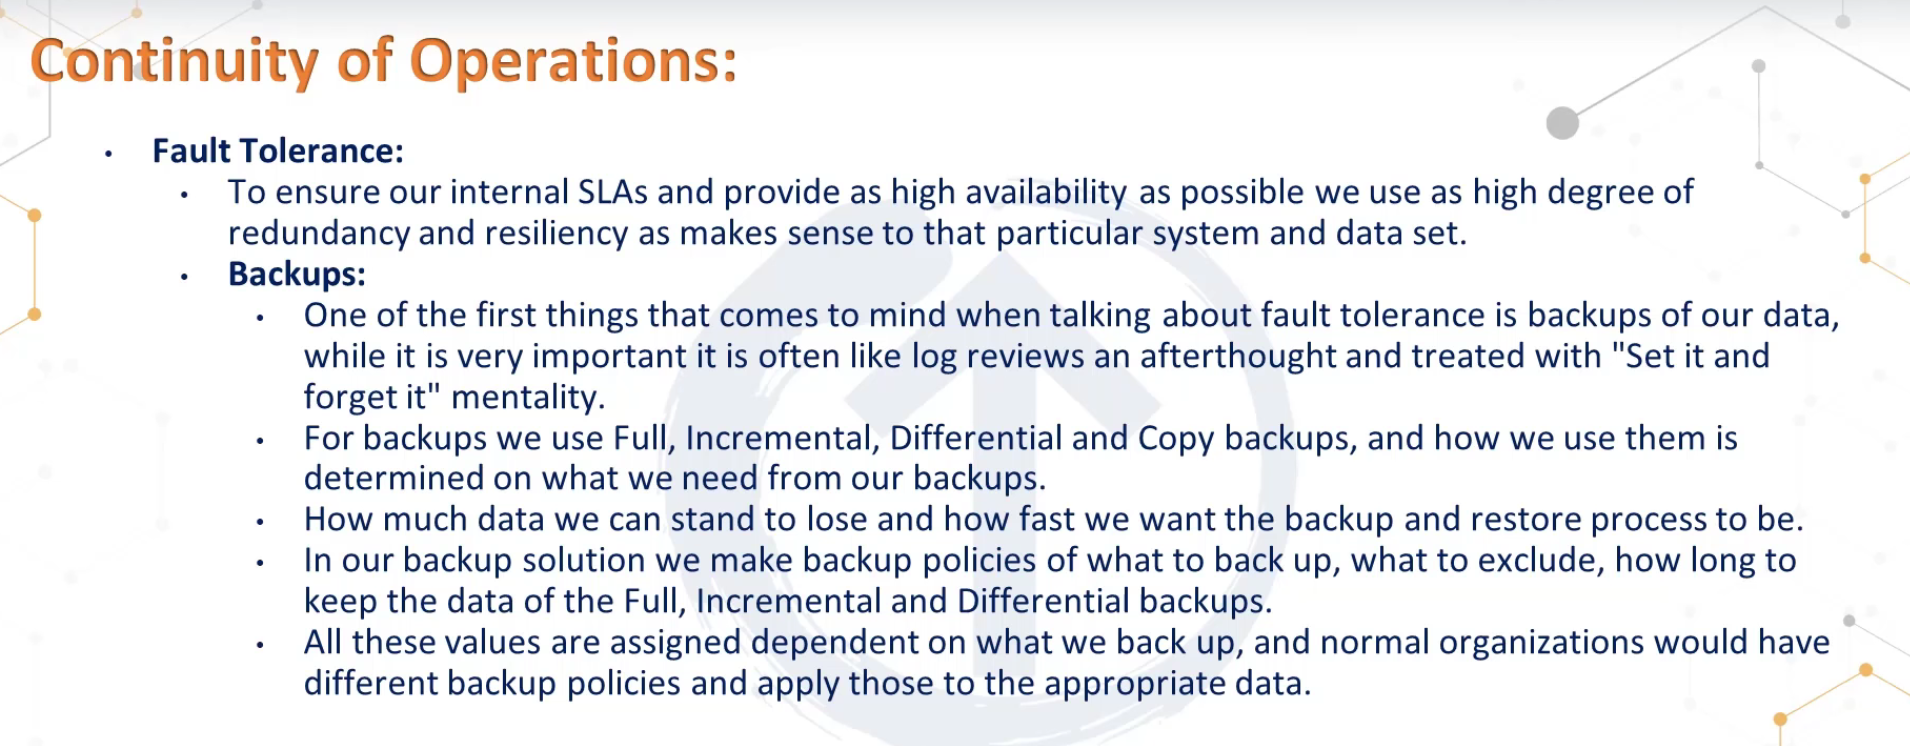 Continuity of Operations:
• Fault Tolerance:
• To ensure our internal SLAs and provide as high availability as possible we use as high degree of
redundancy and resiliency as makes sense to that particular system and data set.
• Backups:
• One of the first things that comes to mind when talking about fault tolerance is backups of our data,
while it is very important it is often like log reviews an afterthought and treated with "Set it and
forget it" mentality.
• For backups we use Full, Incremental, Differential and Copy backups, and how we use them is
determined on what we need from our backups.
• How much data we can stand to lose and how fast we want the backup and restore process to be.
• In our backup solution we make backup policies of what to back up, what to exclude, how long to
keep the data of the Full, Incremental and Differential backups.
• All these values are assigned dependent on what we back up, and normal organizations would have
different backup policies and apply those to the appropriate data.